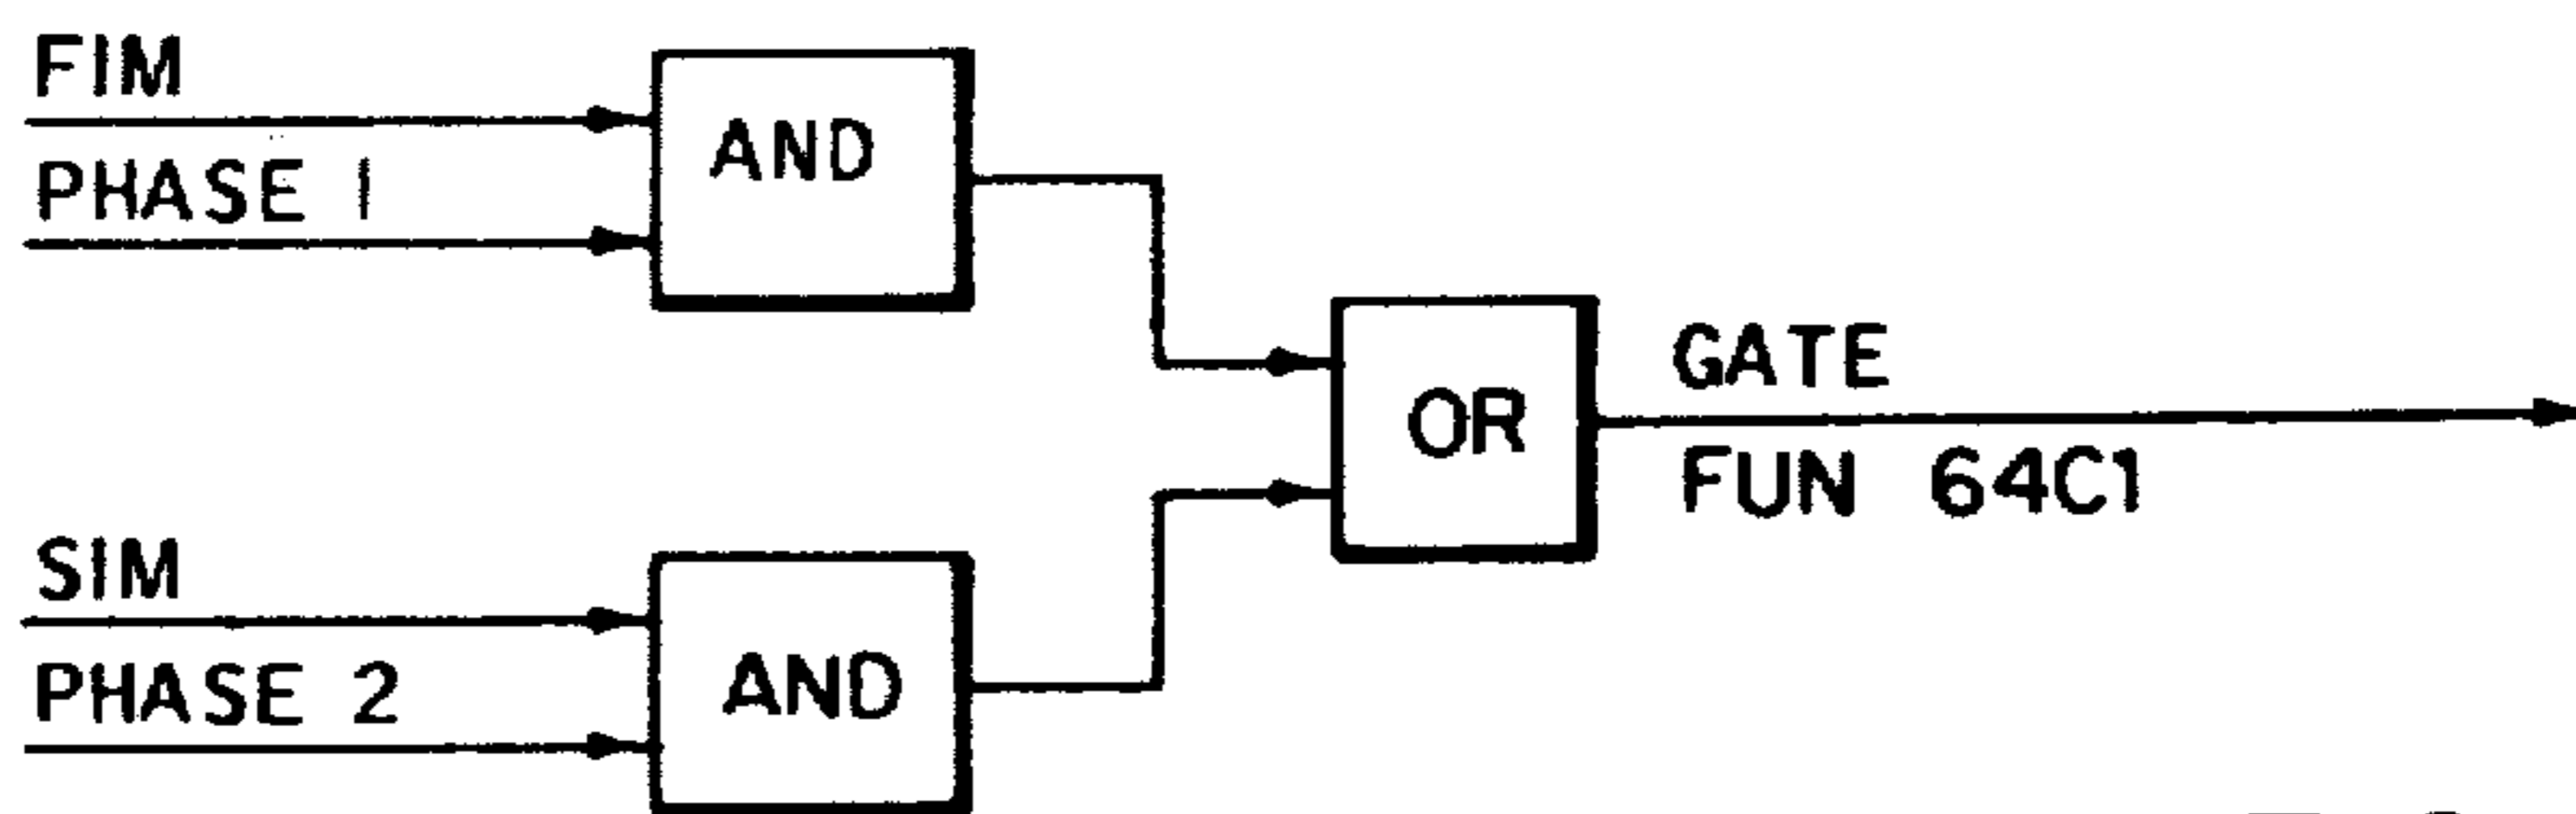 FIM
PHASE 1
AND
SIM
PHASE 2
AND
OR
GATE
FUN 64C1